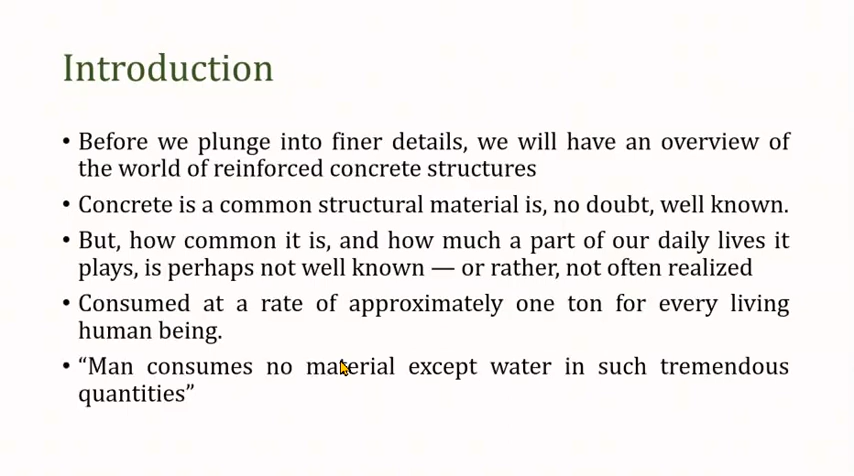 Introduction
• Before we plunge into finer details, we will have an overview of
the world of reinforced concrete structures
• Concrete is a common structural material is, no doubt, well known.
• But, how common it is, and how much a part of our daily lives it
plays, is perhaps not well known — or rather, not often realized
• Consumed at a rate of approximately one ton for every living
human being.
• “Man consumes no material except water in such tremendous
quantities”